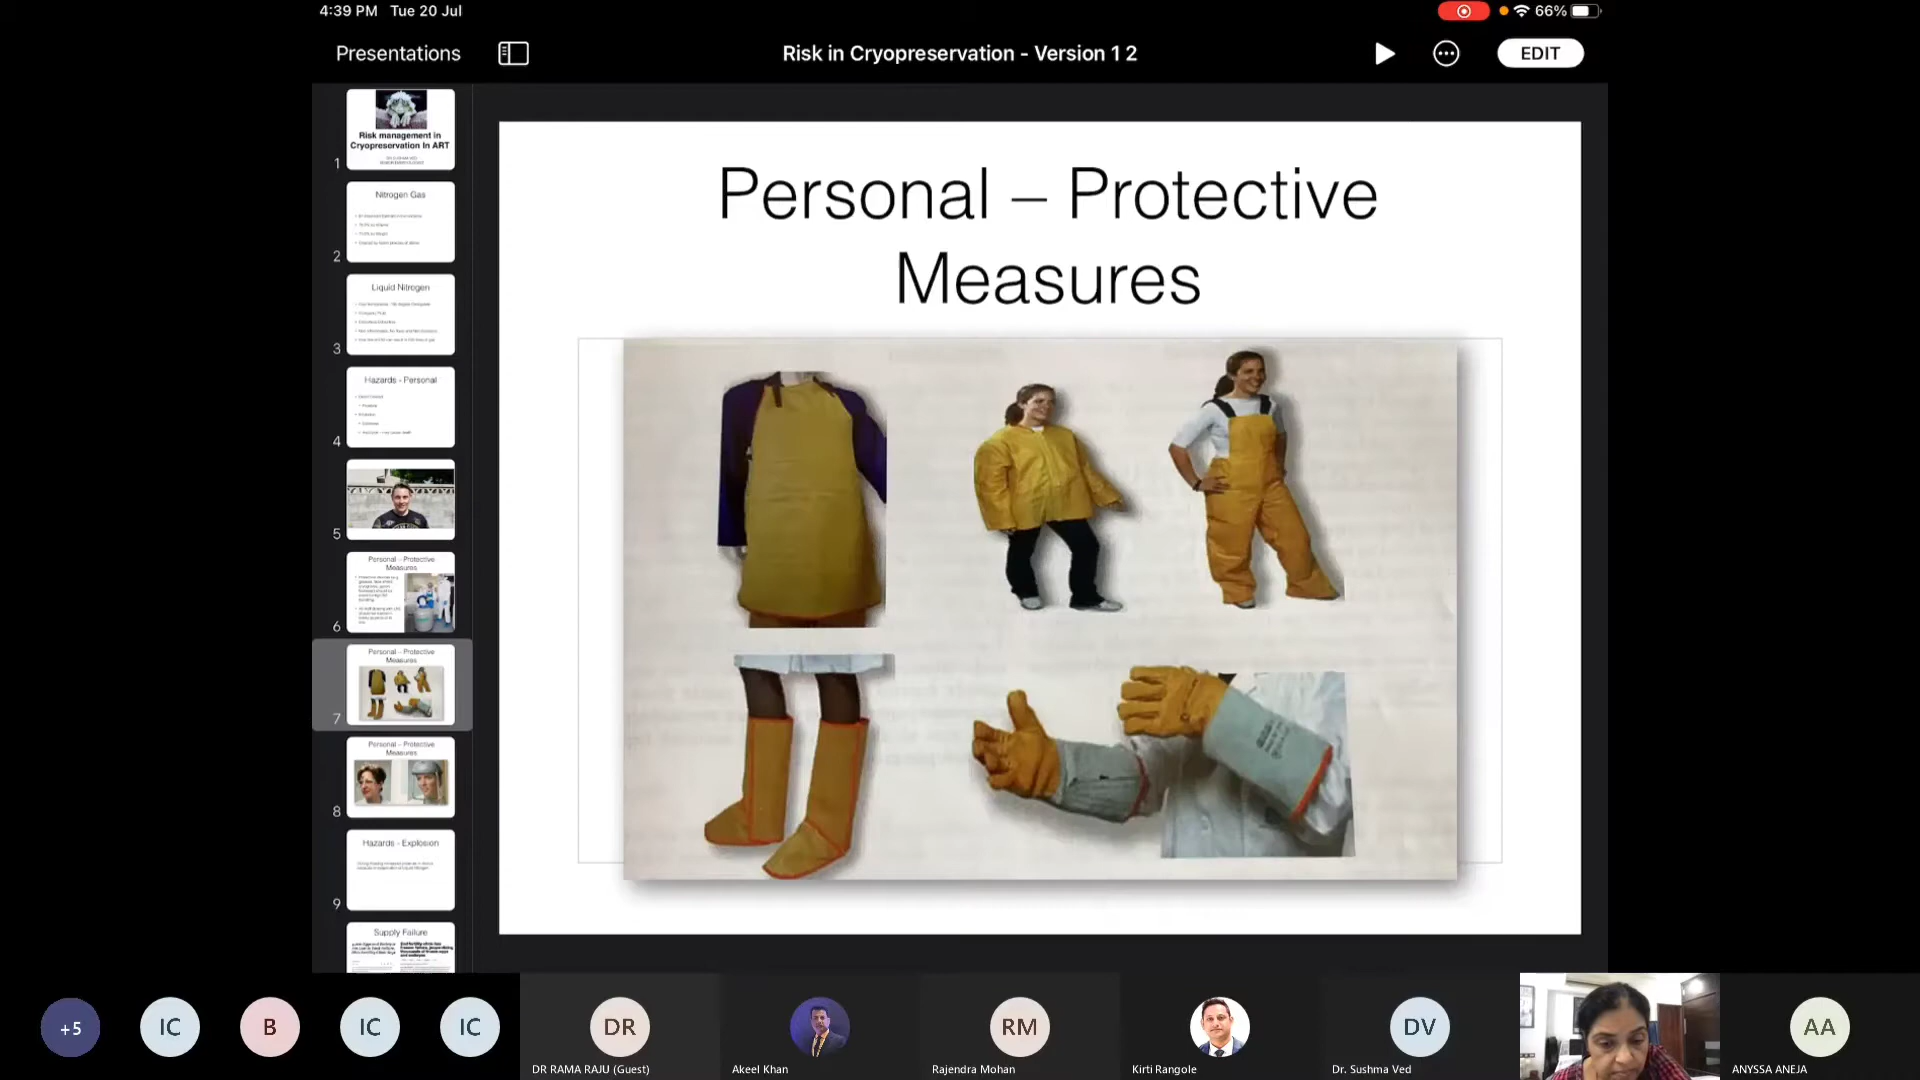 4:39 PM Tue 20 Jul
66%
Presentations
Risk in Cryopreservation - Version 1 2
EDIT
Risk management in
Cryopreservation In ART
1
Nitrogen Gas
2
Liquid Nitrogen
3
Hazards - Personal
4
5
Personal – Protective
Measures
6
Personal – Protective
Measures
7
Personal – Protective
Measures
8
Hazards - Explosion
9
Supply Failure
Personal – Protective
Measures
+5
IC
B
IC
IC
DR
DR RAMA RAJU (Guest)
Akeel Khan
RM
Rajendra Mohan
Kirti Rangole
DV
Dr. Sushma Ved
AA
ANYSSA ANEJA